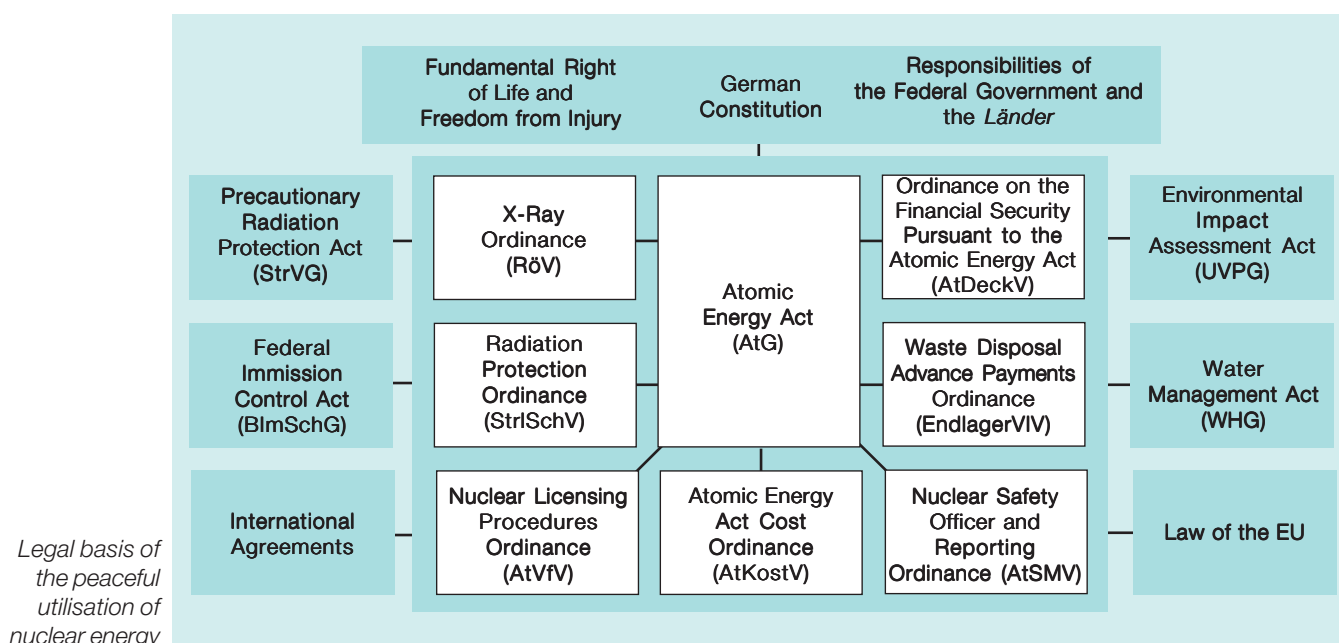 Fundamental Right
of Life and
Freedom from Injury
German
Constitution
Responsibilities of
the Federal Government and
the Länder
Precautionary
Radiation
Protection Act
(StrVG)
X-Ray
Ordinance
(RöV)
Atomic
Energy Act
(AtG)
Ordinance on the
Financial Security
Pursuant to the
Atomic Energy Act
(AtDeckV)
Environmental
Impact
Assessment Act
(UVPG)
Federal
Immission
Control Act
(BImSchG)
Radiation
Protection
Ordinance
(StrlSchV)
Waste Disposal
Advance Payments
Ordinance
(EndlagerVlV)
Water
Management Act
(WHG)
International
Agreements
Nuclear Licensing
Procedures
Ordinance
(AtVfV)
Atomic Energy
Act Cost
Ordinance
(AtKostV)
Nuclear Safety
Officer and
Reporting
Ordinance (AtSMV)
Law of the EU
Legal basis of
the peaceful
utilisation of
nuclear energy